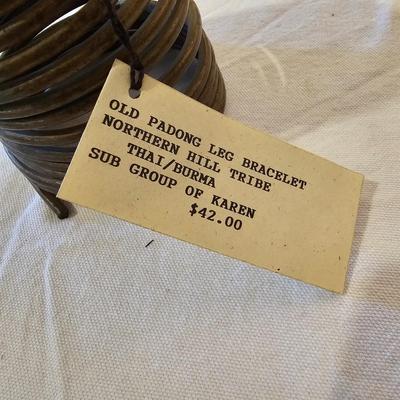 OLD PADONG LEG BRACELET
NORTHERN HILL TRIBE
THAI/BURMA
SUB GROUP OF KAREN
$42.00